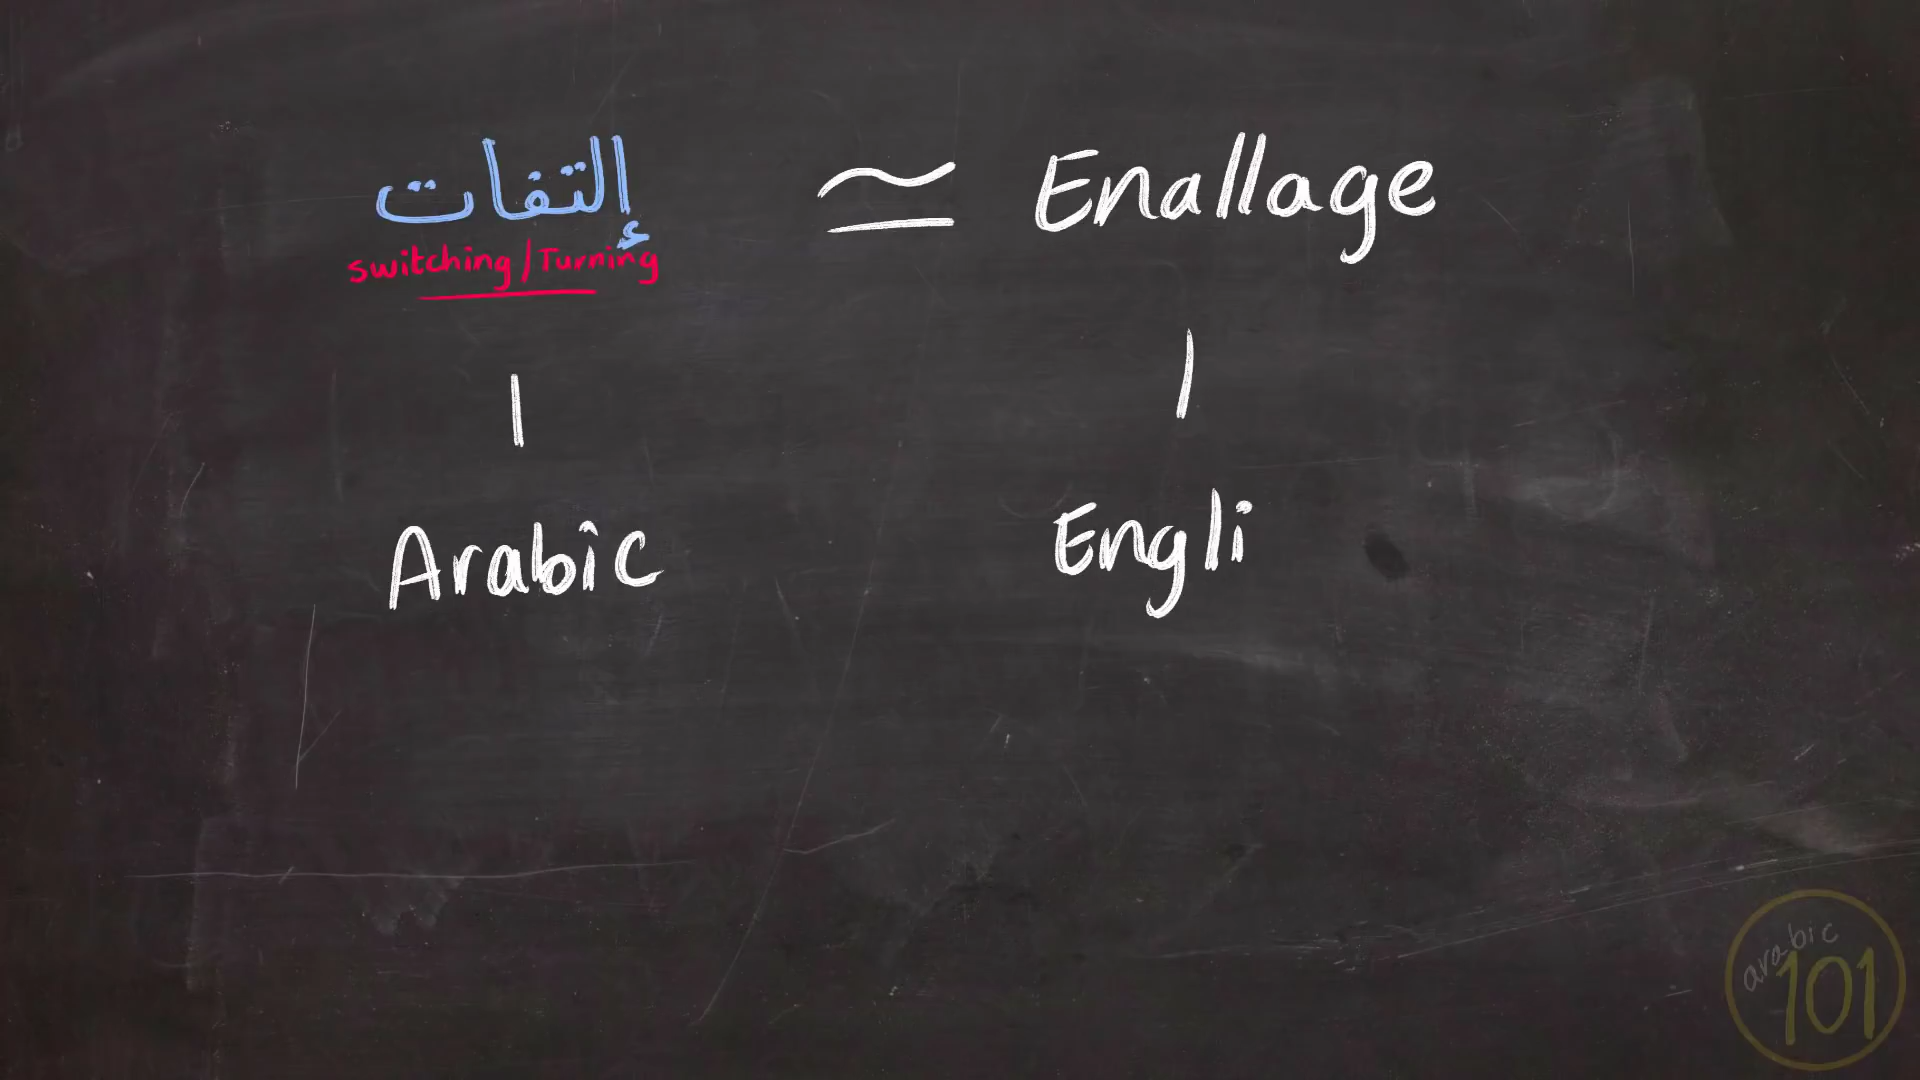 إلتفات ≃ Enallage
switching/Turning
Arabic Engli
arabic
101